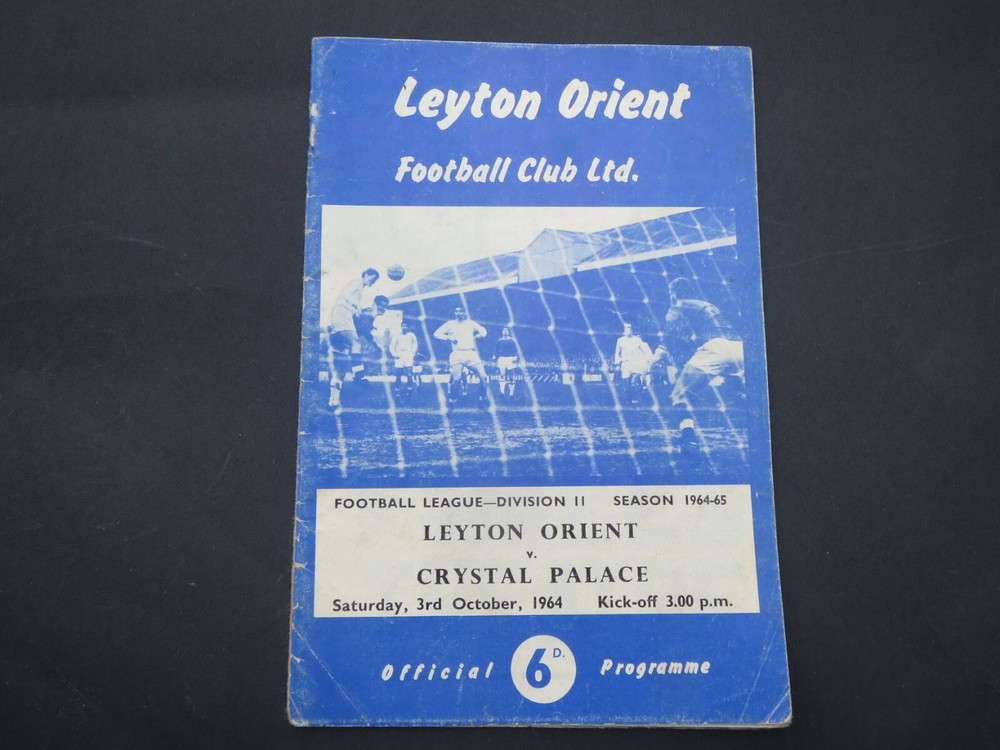 Leyton Orient
Football Club Ltd.
FOOTBALL LEAGUE—DIVISION II SEASON 1964-65
LEYTON ORIENT
v.
CRYSTAL PALACE
Saturday, 3rd October, 1964 Kick-off 3.00 p.m.
Official 6D. Programme